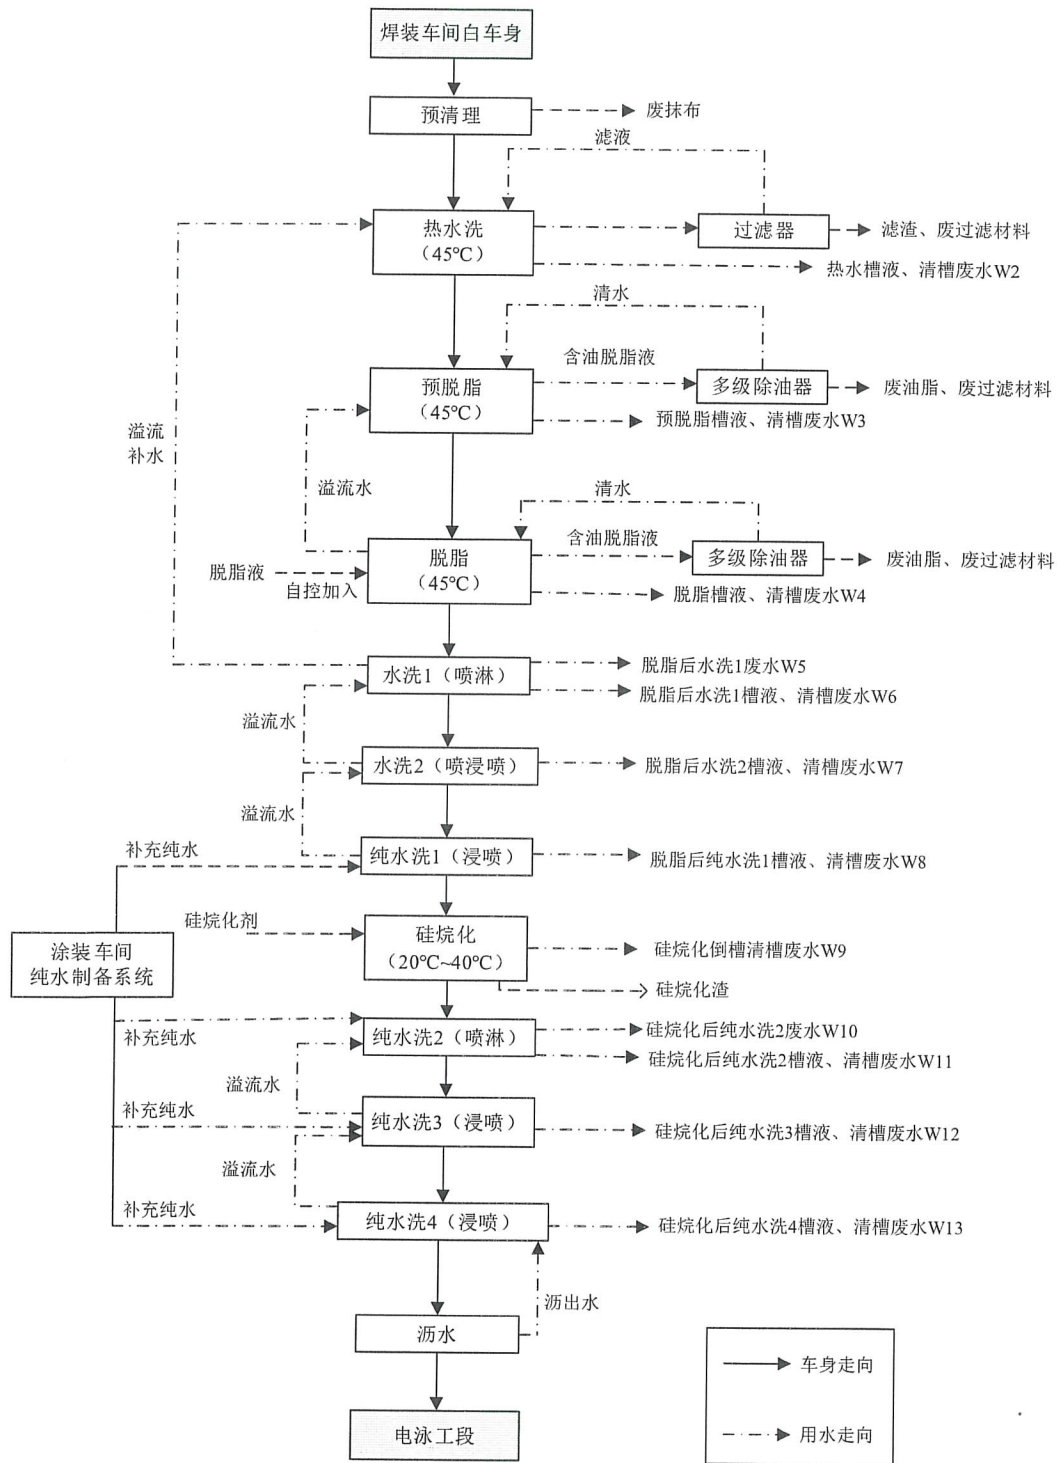 焊装车间白车身
预清理
废抹布
滤液
热水洗
(45℃)
过滤器
滤渣、废过滤材料
热水槽液、清槽废水W2
清水
含油脱脂液
预脱脂
(45℃)
多级除油器
废油脂、废过滤材料
预脱脂槽液、清槽废水W3
溢流
补水
溢流水
清水
含油脱脂液
脱脂
(45℃)
多级除油器
废油脂、废过滤材料
脱脂液
自控加入
脱脂槽液、清槽废水W4
水洗1（喷淋）
脱脂后水洗1废水W5
脱脂后水洗1槽液、清槽废水W6
溢流水
水洗2（喷浸喷）
脱脂后水洗2槽液、清槽废水W7
溢流水
补充纯水
纯水洗1（浸喷）
脱脂后纯水洗1槽液、清槽废水W8
硅烷化剂
硅烷化
（20℃~40℃）
硅烷化倒槽清槽废水W9
硅烷化渣
涂装车间
纯水制备系统
补充纯水
纯水洗2（喷淋）
硅烷化后纯水洗2废水W10
硅烷化后纯水洗2槽液、清槽废水W11
溢流水
补充纯水
纯水洗3（浸喷）
硅烷化后纯水洗3槽液、清槽废水W12
溢流水
补充纯水
纯水洗4（浸喷）
硅烷化后纯水洗4槽液、清槽废水W13
沥出水
沥水
电泳工段
车身走向
用水走向